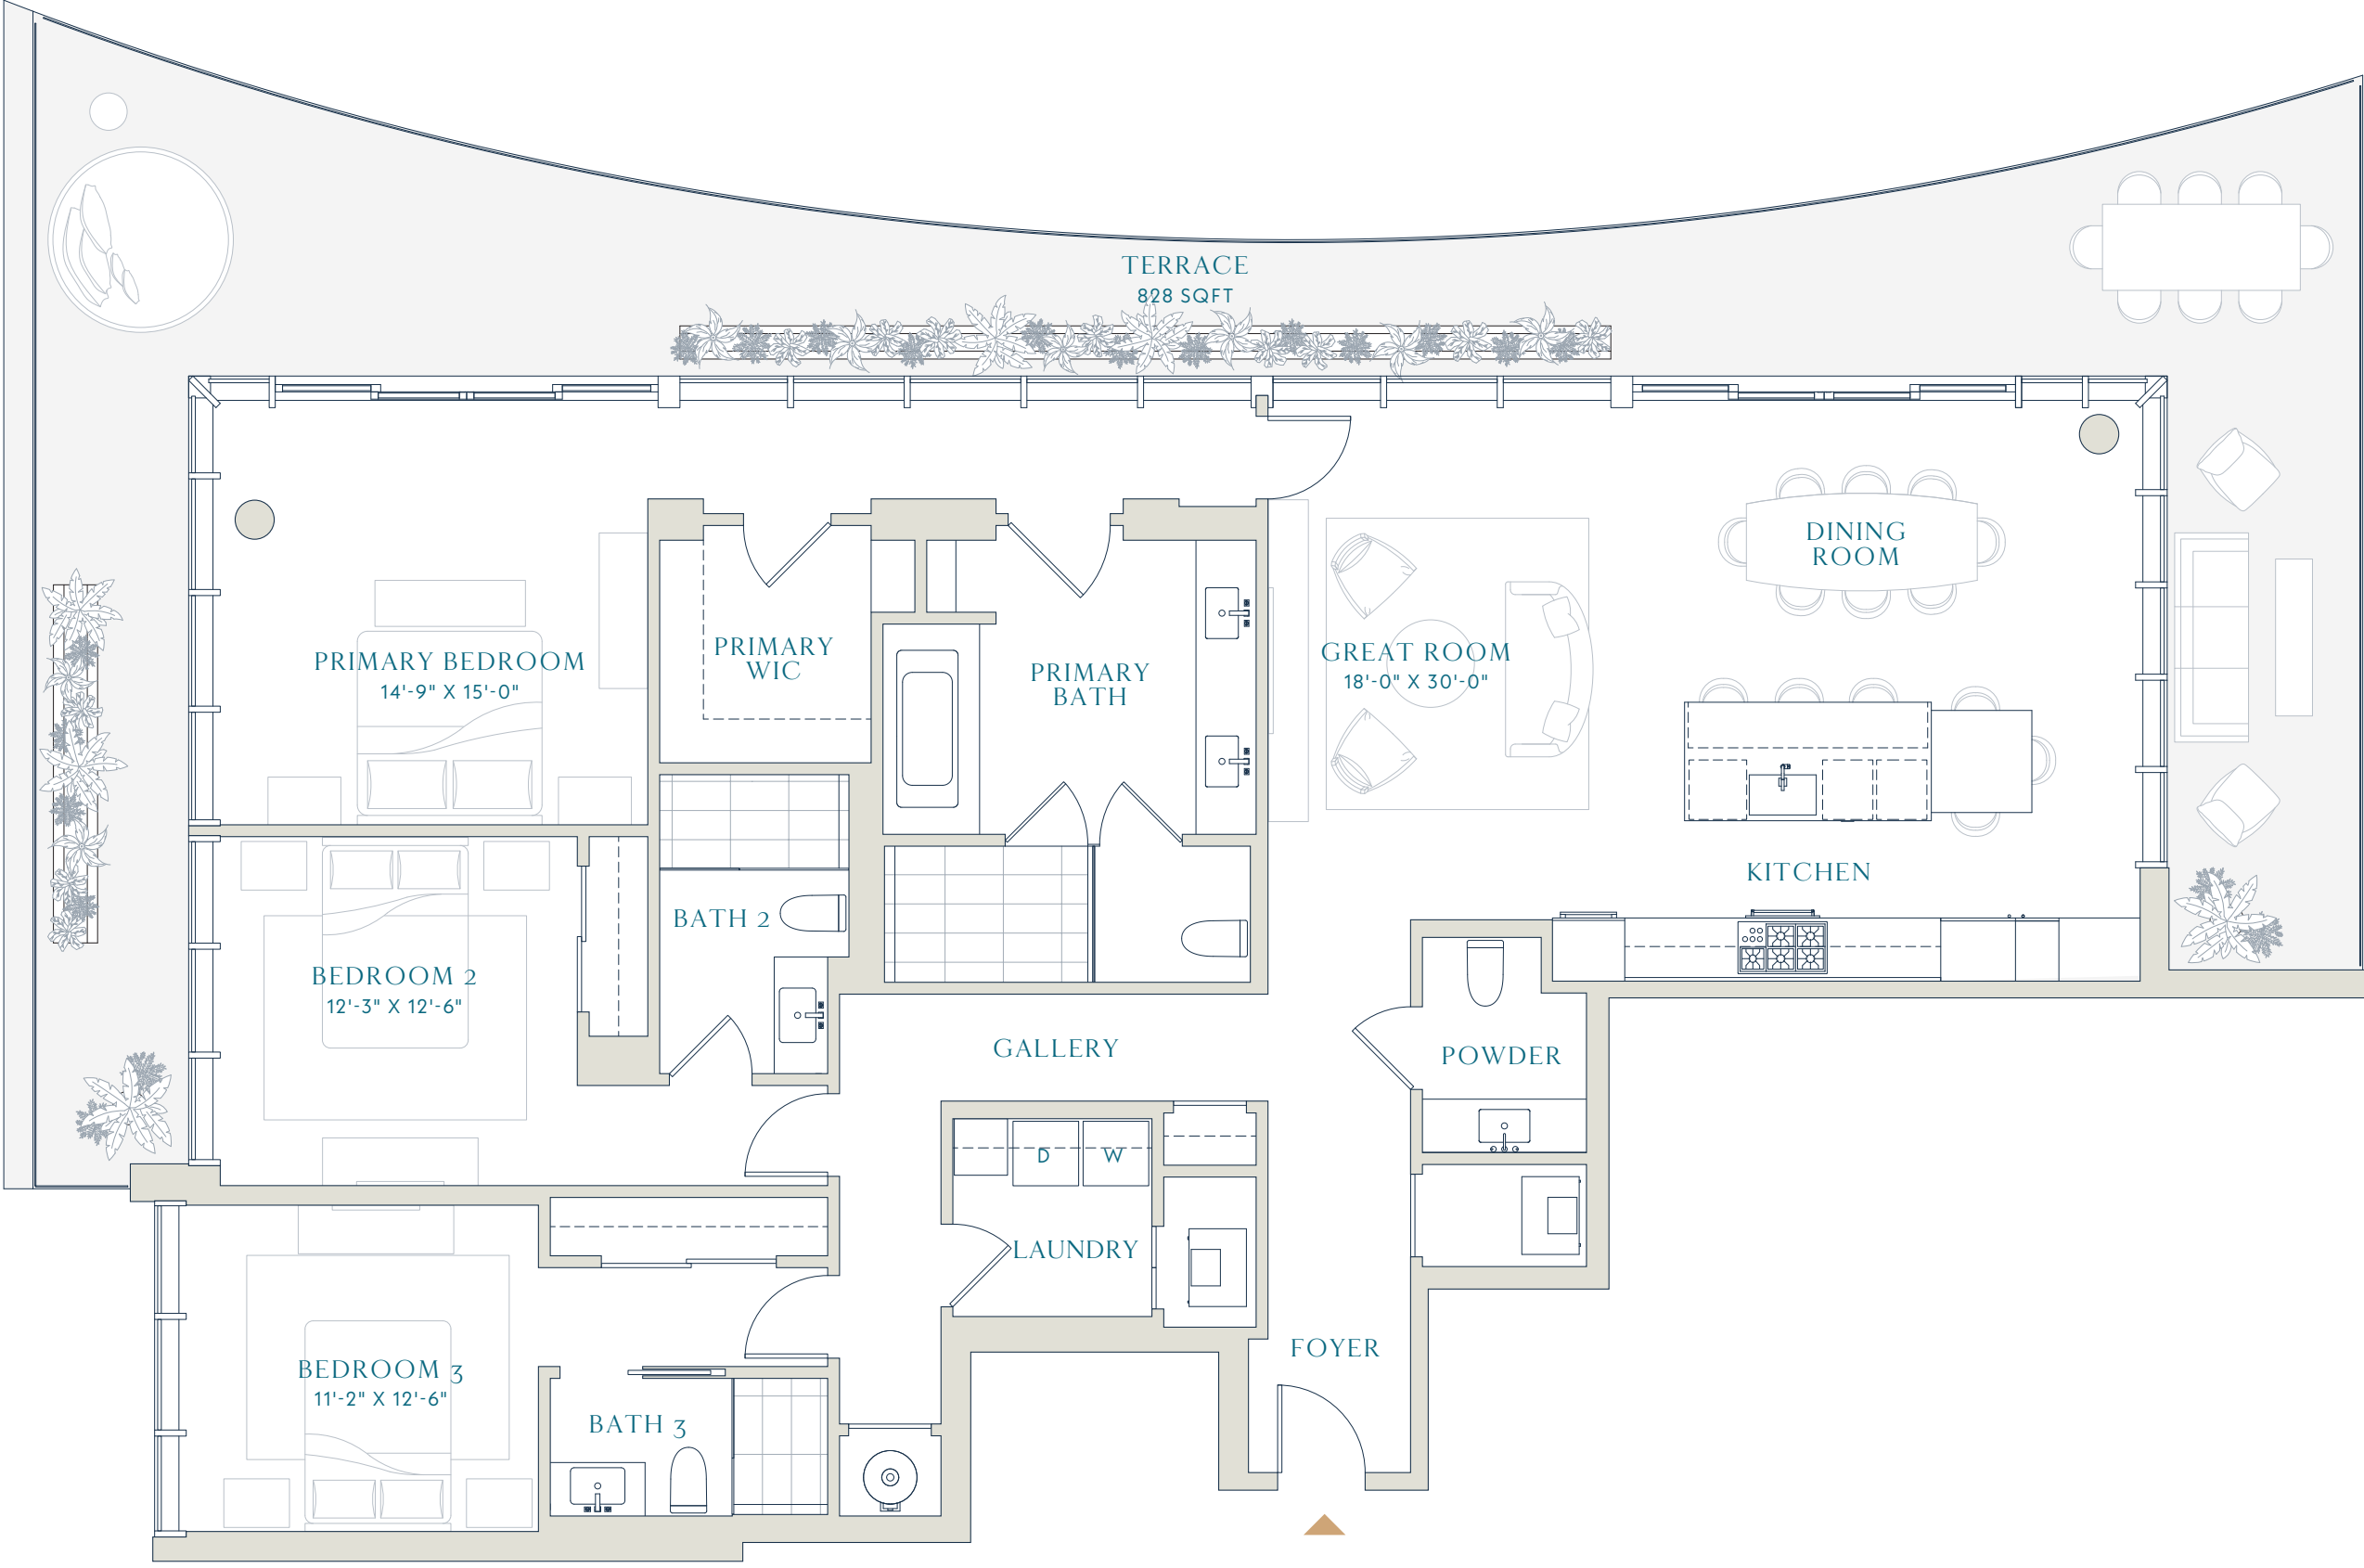 TERRACE
828 SQFT
DINING
ROOM
PRIMARY BEDROOM
14'-9" X 15'-0"
PRIMARY
WIC
PRIMARY
BATH
GREAT ROOM
18'-0" X 30'-0"
KITCHEN
BATH 2
BEDROOM 2
12'-3" X 12'-6"
GALLERY
POWDER
D
W
LAUNDRY
FOYER
BEDROOM 3
11'-2" X 12'-6"
BATH 3